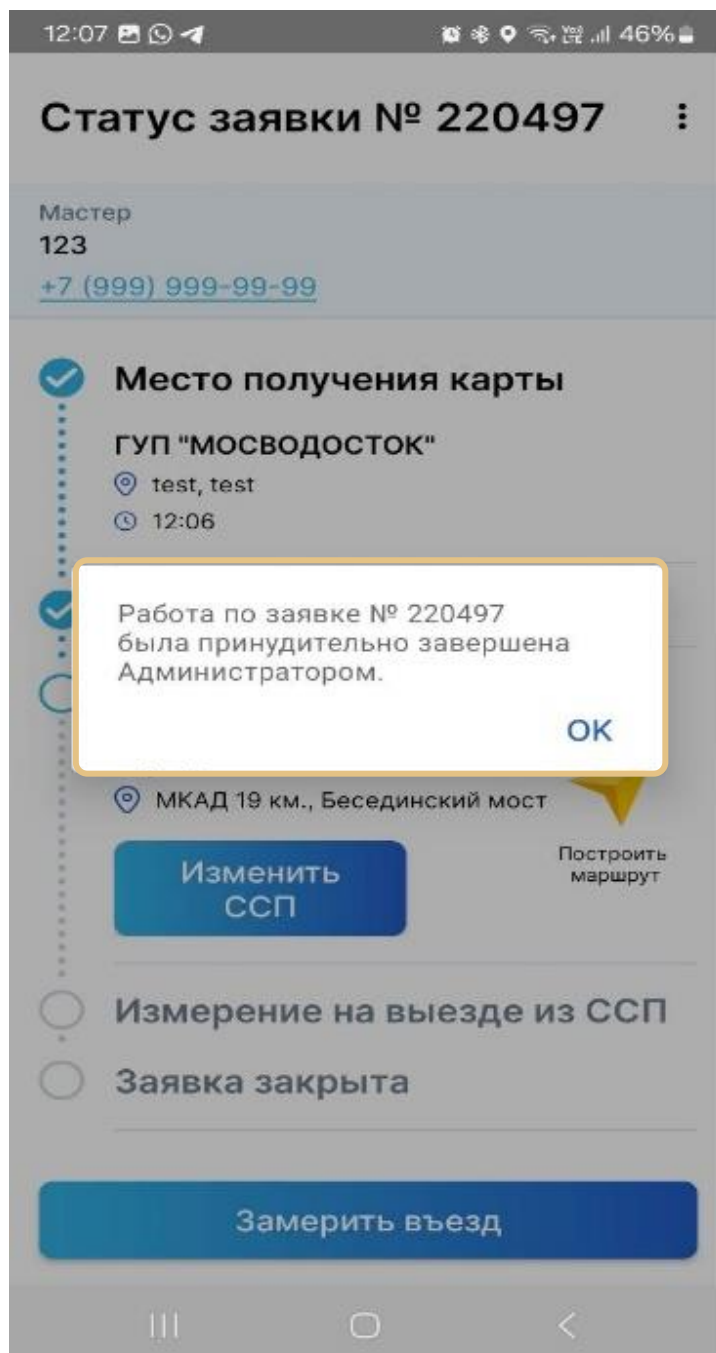 12:07 46%
Статус заявки № 220497
Мастер
123
+7 (999) 999-99-99
Место получения карты
ГУП "МОСВОДОСТОК"
test, test
12:06
Работа по заявке № 220497
была принудительно завершена
Администратором.
OK
МКАД 19 км., Бесединский мост
Построить
маршрут
Изменить
ССП
Измерение на выезде из ССП
Заявка закрыта
Замерить въезд